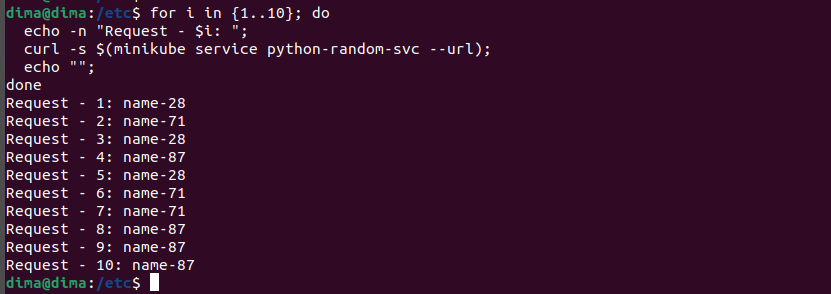 dima@dima:/etc$ for i in {1..10}; do
  echo -n "Request - $i: ";
  curl -s $(minikube service python-random-svc --url);
  echo "";
done
Request - 1: name-28
Request - 2: name-71
Request - 3: name-28
Request - 4: name-87
Request - 5: name-28
Request - 6: name-71
Request - 7: name-71
Request - 8: name-87
Request - 9: name-87
Request - 10: name-87
dima@dima:/etc$